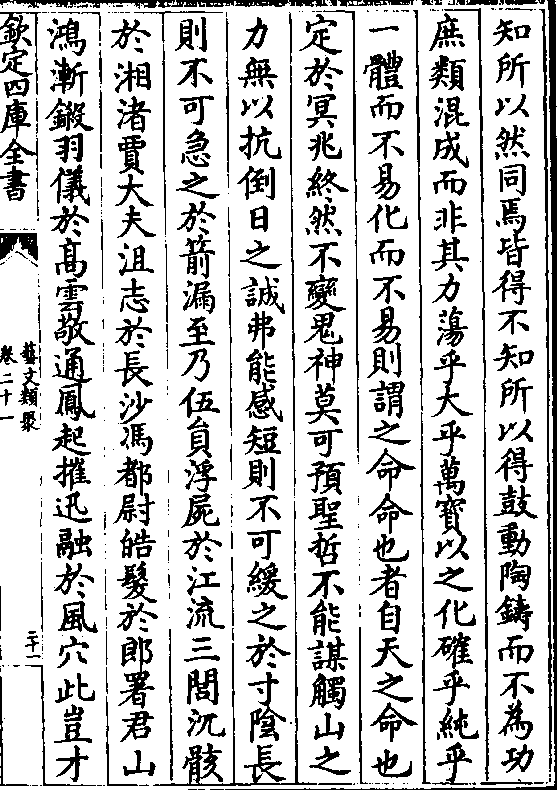 知所以然同焉皆得不知所以得鼓動陶鑄而不為功
庶類混成而非其力蕩乎大乎萬寶以之化確乎純乎
一體而不易化而不易則謂之命命也者自天之命也
定於冥兆終然不變鬼神莫可預聖哲不能謀觸山之
力無以抗倒日之誠弗能感短則不可緩之於寸陰長
則不可急之於箭漏至乃伍員浮屍於江流三閭沉骸
於湘渚賈大夫沮志於長沙馮都尉皓髮於郎署君山
鴻漸鎩羽儀於高雲敬通鳳起摧迅融於風穴此豈才
欽定四庫全書
藝文類聚
卷二十一
二十一